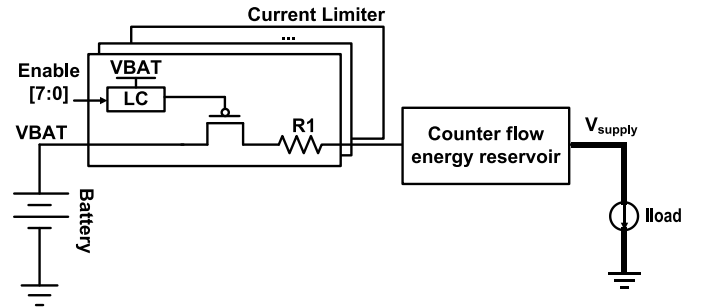 Current Limiter
...
Enable
[7:0]
VBAT
LC
VBAT
R1
Counter flow
energy reservoir
Vsupply
Iload
Battery